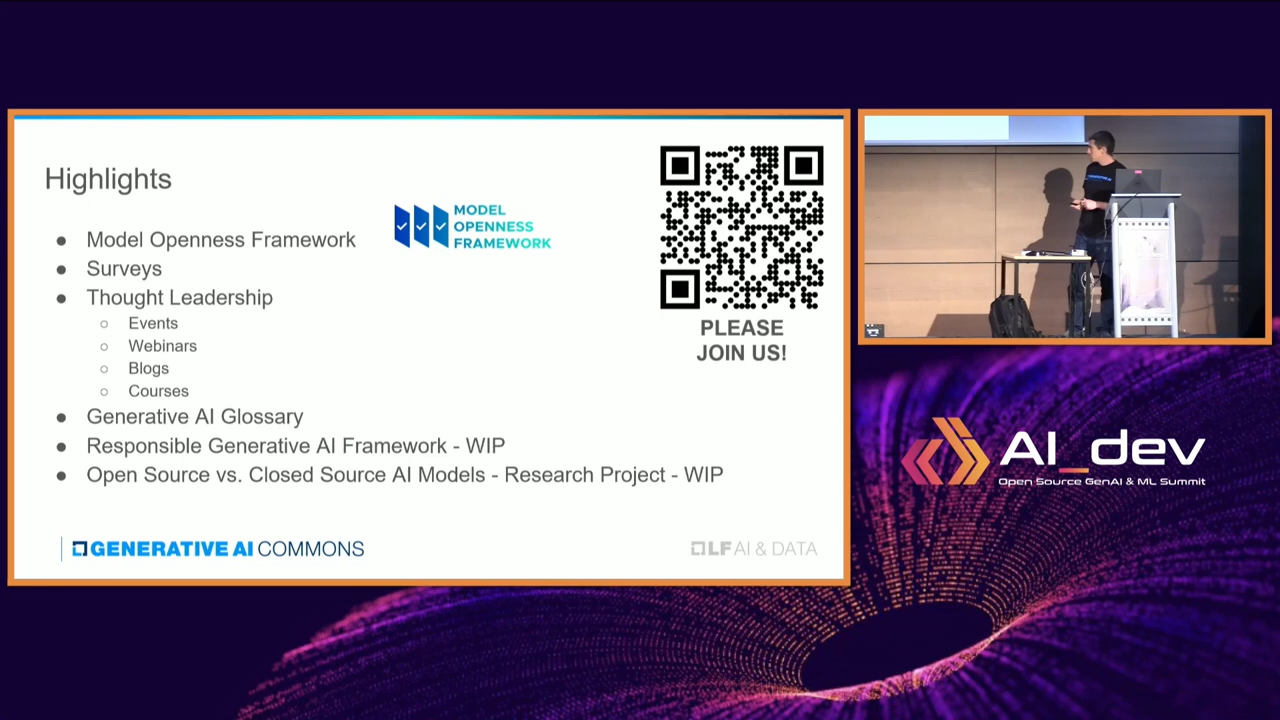 Highlights
● Model Openness Framework
● Surveys
● Thought Leadership
○ Events
○ Webinars
○ Blogs
○ Courses
● Generative AI Glossary
● Responsible Generative AI Framework - WIP
● Open Source vs. Closed Source AI Models - Research Project - WIP
MODEL
OPENNESS
FRAMEWORK
PLEASE
JOIN US!
GENERATIVE AI COMMONS
LF AI & DATA
AI_dev
Open Source GenAI & ML Summit